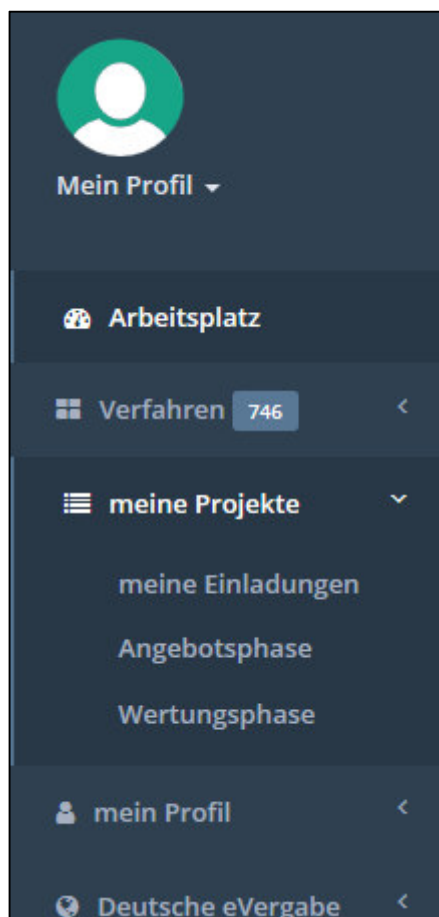 Mein Profil
Arbeitsplatz
Verfahren 746
meine Projekte
meine Einladungen
Angebotsphase
Wertungsphase
mein Profil
Deutsche eVergabe